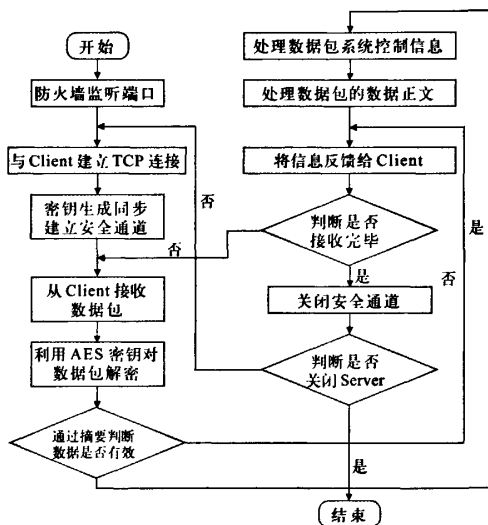 开始
防火墙监听端口
与Client建立TCP连接
密钥生成同步
建立安全通道
否
从Client接收
数据包
利用AES密钥对
数据包解密
通过摘要判断
数据是否有效
处理数据包系统控制信息
处理数据包的数据正文
将信息反馈给Client
否
判断是否
接收完毕
是
是
否
关闭安全通道
判断是否
关闭Server
是
结束